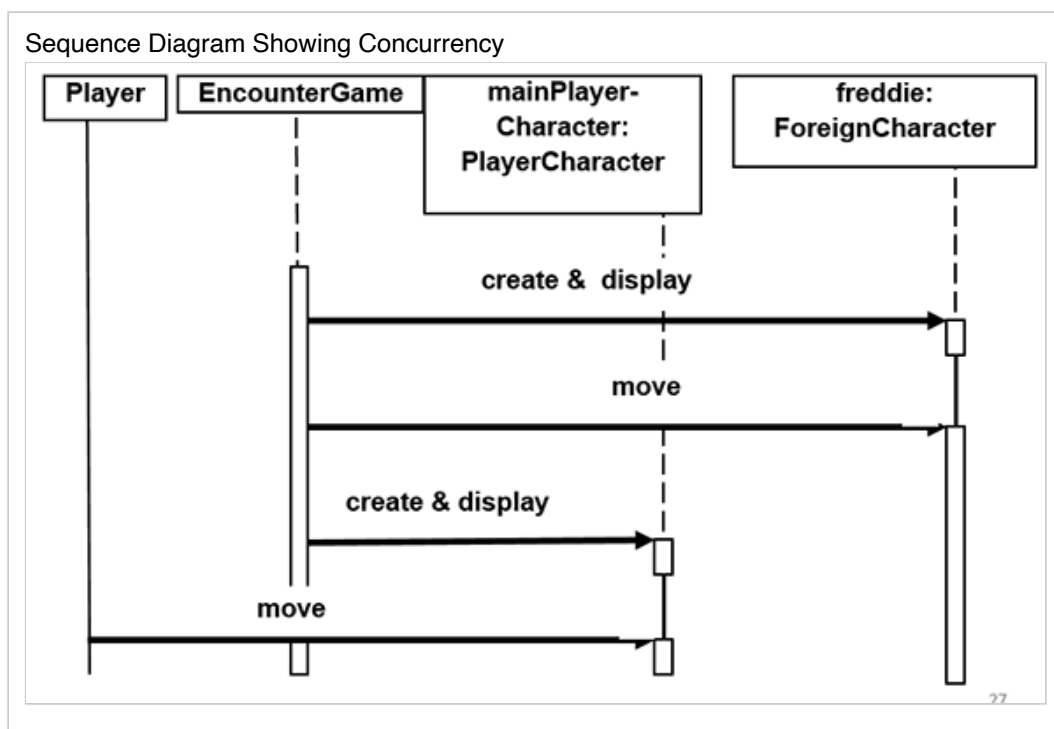 Sequence Diagram Showing Concurrency
Player
EncounterGame
mainPlayer-
Character:
PlayerCharacter
freddie:
ForeignCharacter
create & display
move
create & display
move
27